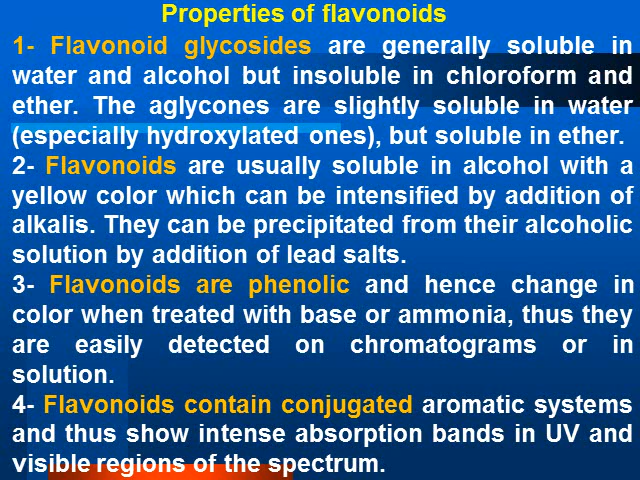 Properties of flavonoids
1- Flavonoid glycosides are generally soluble in
water and alcohol but insoluble in chloroform and
ether. The aglycones are slightly soluble in water
(especially hydroxylated ones), but soluble in ether.
2- Flavonoids are usually soluble in alcohol with a
yellow color which can be intensified by addition of
alkalis. They can be precipitated from their alcoholic
solution by addition of lead salts.
3- Flavonoids are phenolic and hence change in
color when treated with base or ammonia, thus they
are easily detected on chromatograms or in
solution.
4- Flavonoids contain conjugated aromatic systems
and thus show intense absorption bands in UV and
visible regions of the spectrum.